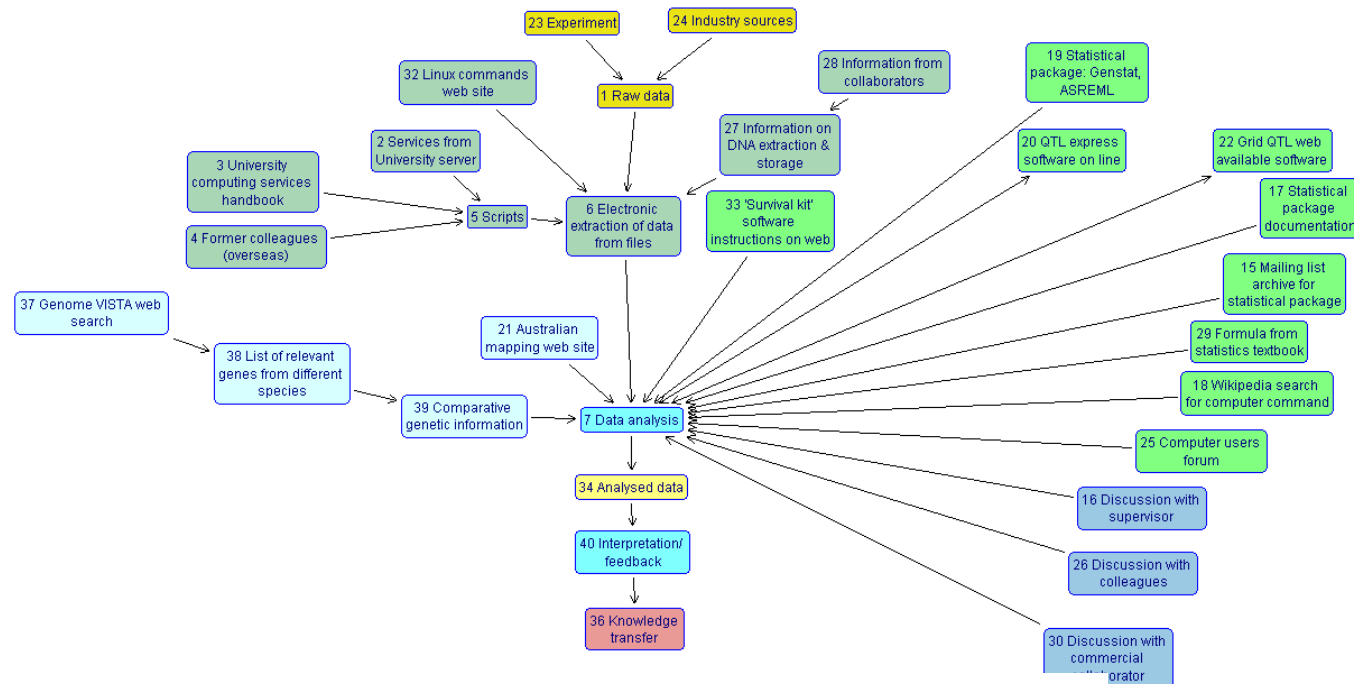 23 Experiment
24 Industry sources
32 Linux commands
web site
28 Information from
collaborators
19 Statistical
package: Genstat,
ASREML
1 Raw data
2 Services from
University server
27 Information on
DNA extraction &
storage
20 QTL express
software on line
22 Grid QTL web
available software
3 University
computing services
handbook
5 Scripts
6 Electronic
extraction of data
from files
33 'Survival kit'
software
instructions on web
17 Statistical
package
documentation
4 Former colleagues
(overseas)
15 Mailing list
archive for
statistical package
37 Genome VISTA web
search
21 Australian
mapping web site
29 Formula from
statistics textbook
38 List of relevant
genes from different
species
18 Wikipedia search
for computer command
39 Comparative
genetic information
7 Data analysis
25 Computer users
forum
34 Analysed data
16 Discussion with
supervisor
40 Interpretation/
feedback
26 Discussion with
colleagues
36 Knowledge
transfer
30 Discussion with
commercial